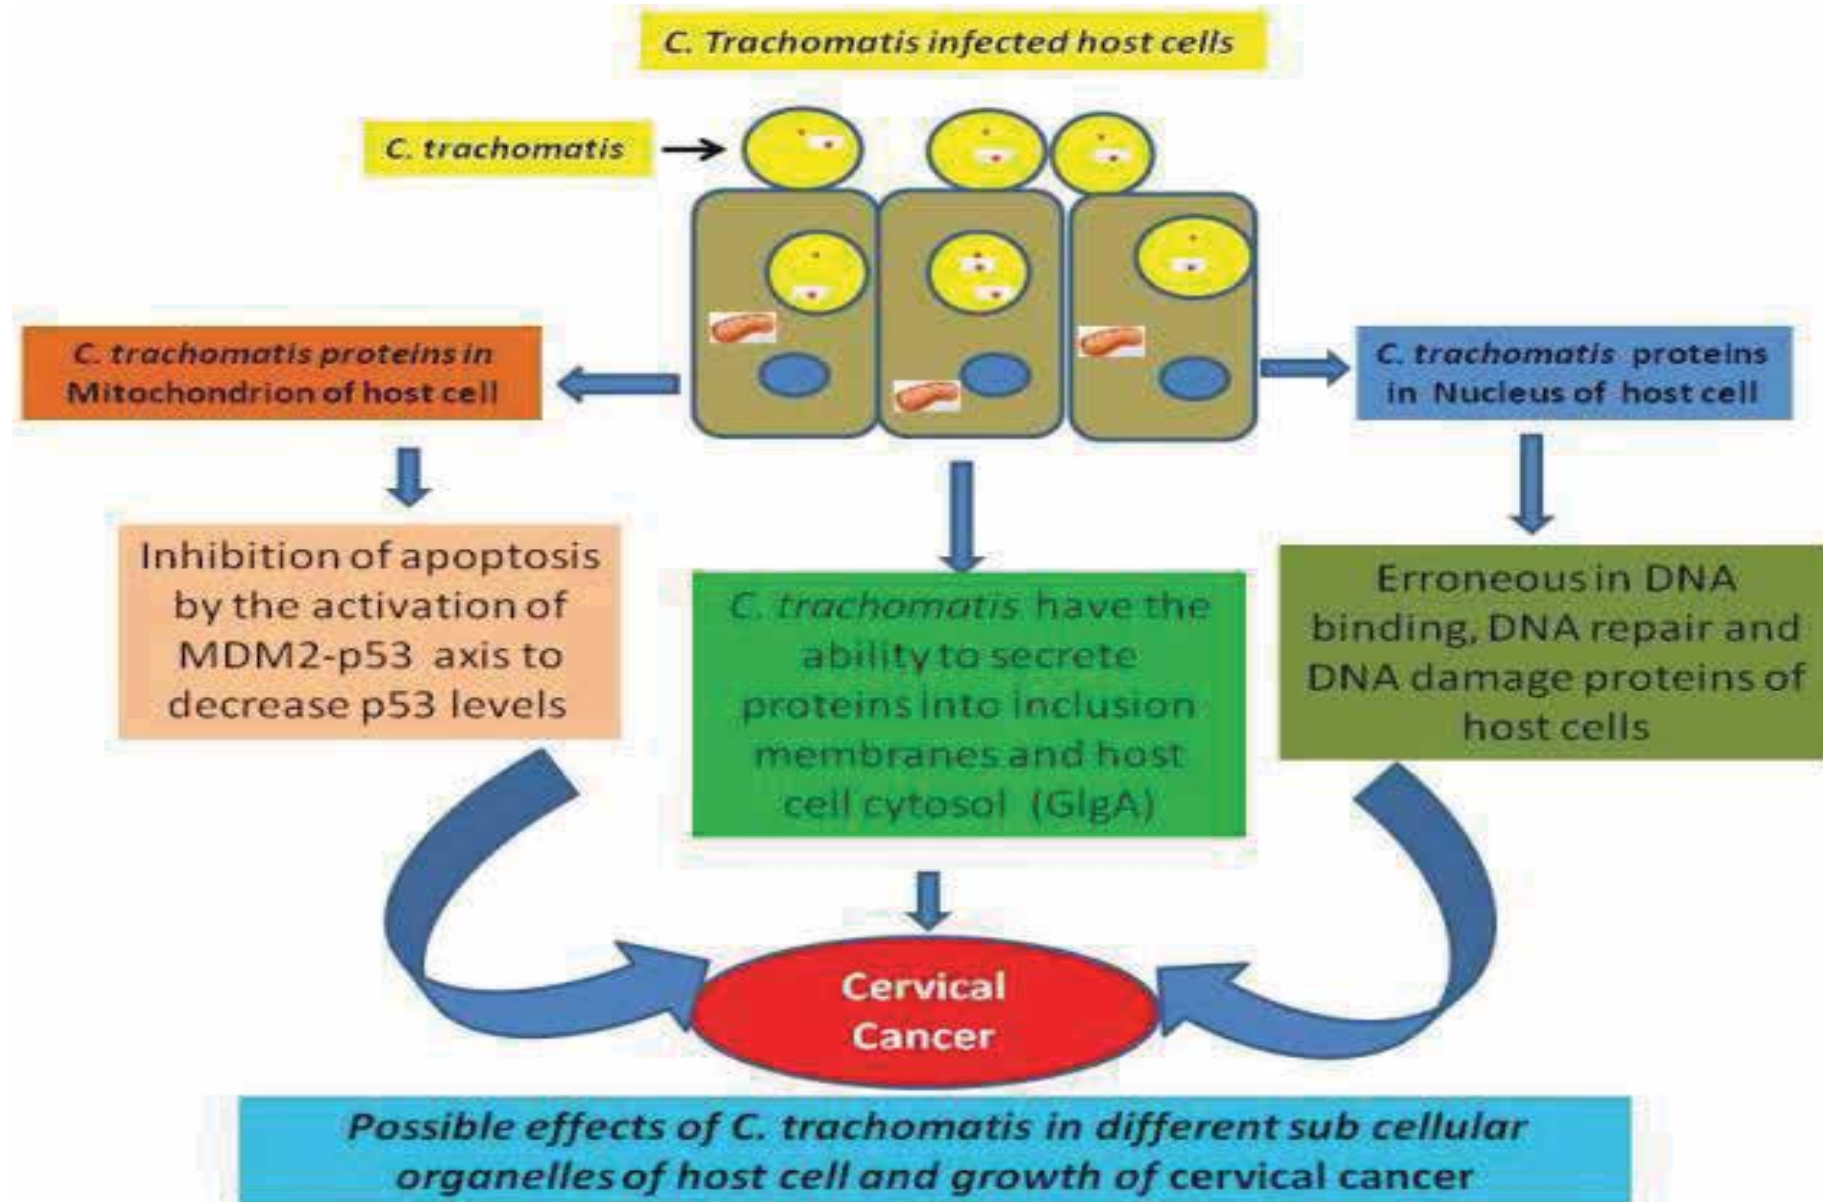 C. Trachomatis infected host cells
C. trachomatis
C. trachomatis proteins in
Mitochondrion of host cell
C. trachomatis proteins
in Nucleus of host cell
Inhibition of apoptosis
by the activation of
MDM2-p53 axis to
decrease p53 levels
C. trachomatis have the
ability to secrete
proteins into inclusion
membranes and host
cell cytosol (GlgA)
Erroneous in DNA
binding, DNA repair and
DNA damage proteins of
host cells
Cervical
Cancer
Possible effects of C. trachomatis in different sub cellular
organelles of host cell and growth of cervical cancer